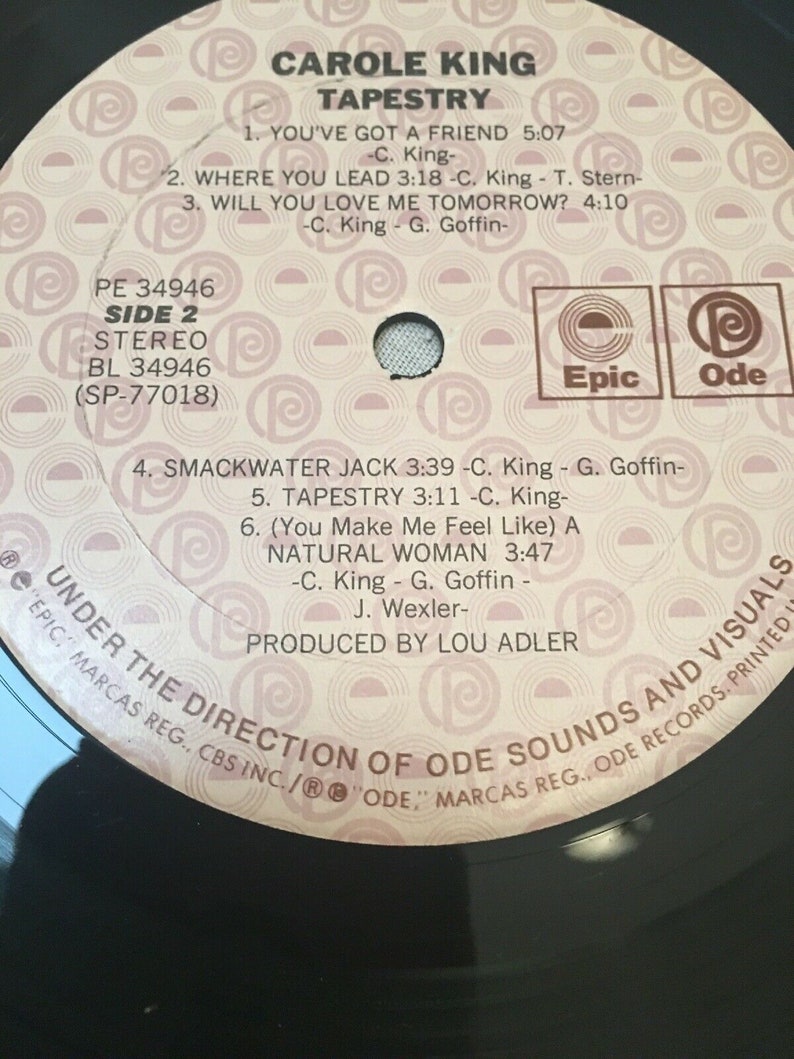 CAROLE KING
TAPESTRY
1. YOU'VE GOT A FRIEND 5:07
-C. King-
2. WHERE YOU LEAD 3:18 -C. King - T. Stern-
3. WILL YOU LOVE ME TOMORROW? 4:10
-C. King - G. Goffin-
PE 34946
SIDE 2
STEREO
BL 34946
(SP-77018)
Epic
Ode
4. SMACKWATER JACK 3:39 -C. King - G. Goffin-
5. TAPESTRY 3:11 -C. King-
6. (You Make Me Feel Like) A
NATURAL WOMAN 3:47
-C. King - G. Goffin -
J. Wexler-
PRODUCED BY LOU ADLER
UNDER THE DIRECTION OF ODE SOUNDS AND VISUALS
® "EPIC," MARCAS REG., CBS INC./® "ODE," MARCAS REG., ODE RECORDS. PRINTED IN